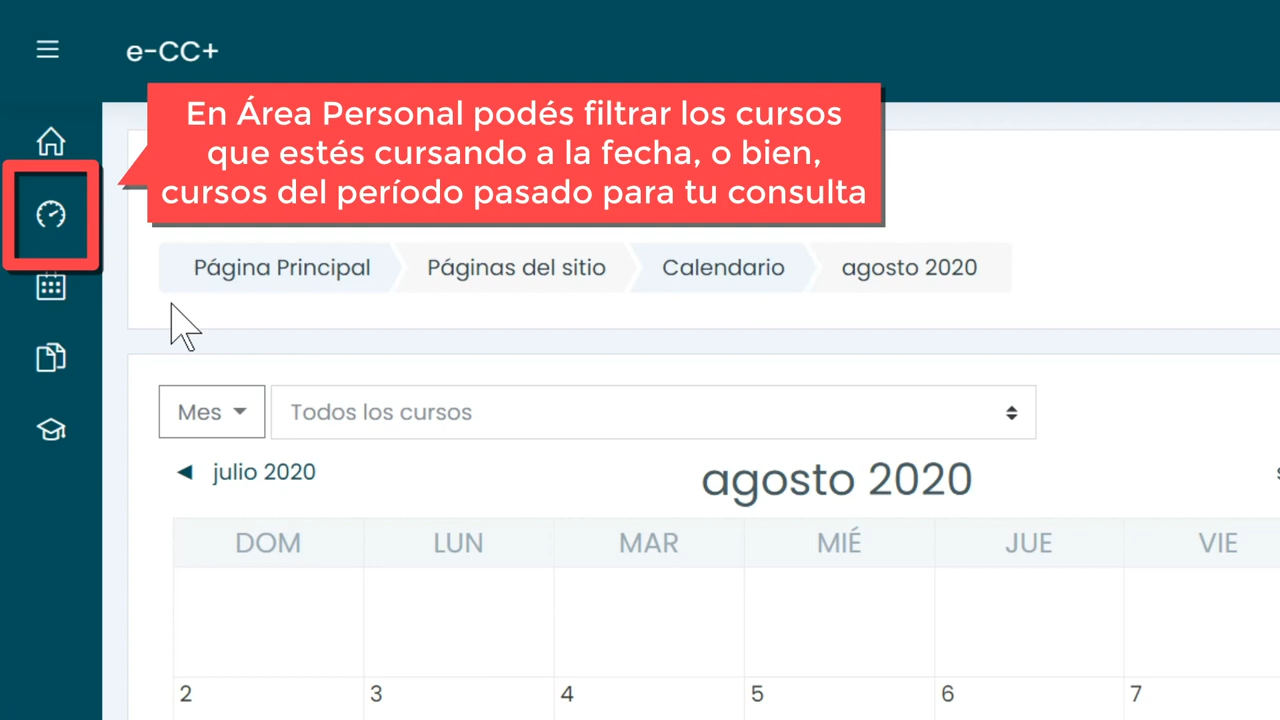 e-CC+
En Área Personal podés filtrar los cursos
que estés cursando a la fecha, o bien,
cursos del período pasado para tu consulta
Página Principal Páginas del sitio Calendario agosto 2020
Mes Todos los cursos
julio 2020 agosto 2020
DOM LUN MAR MIÉ JUE VIE
2 3 4 5 6 7